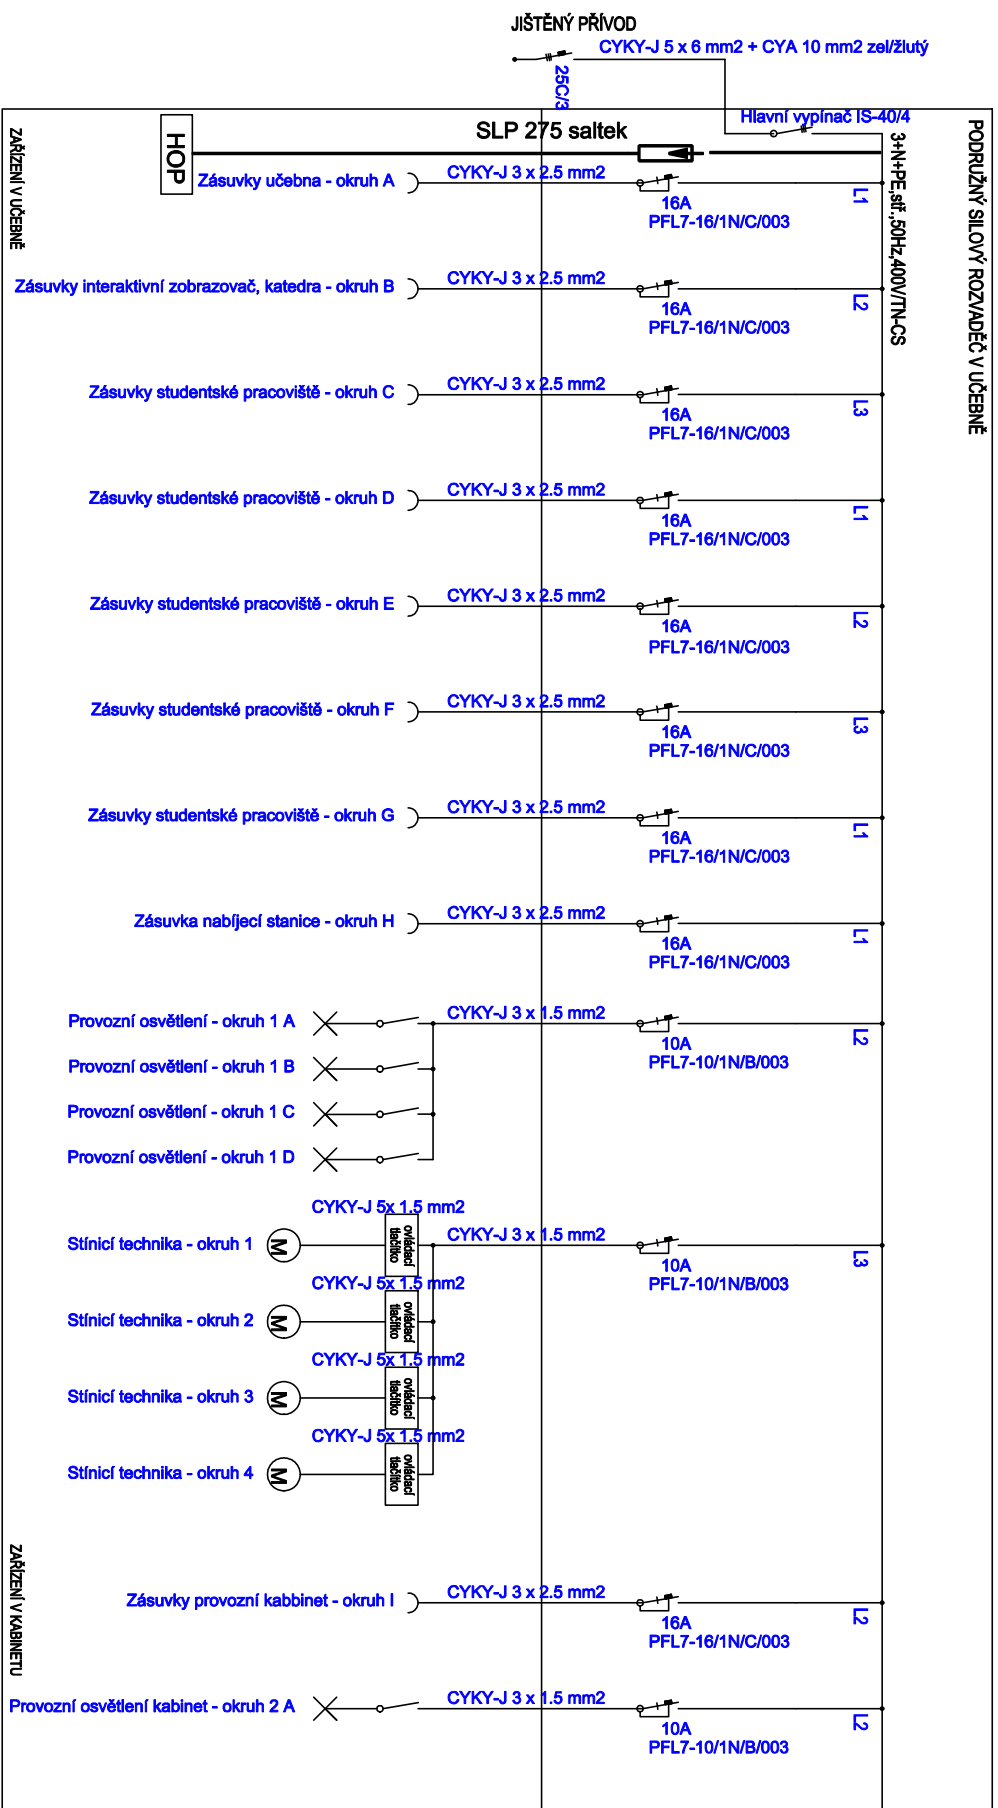 JIŠTĚNÝ PŘÍVOD
CYKY-J 5 x 6 mm2 + CYA 10 mm2 zel/žlutý
25C/3
Hlavní vypínač IS-40/4
PODRUŽNÝ SILOVÝ ROZVADĚČ V UČEBNĚ
3+N+PE,stř.,50Hz,400V/TN-CS
ZAŘÍZENÍ V UČEBNĚ
HOP
SLP 275 saltek
Zásuvky učebna - okruh A
CYKY-J 3 x 2.5 mm2
16A
PFL7-16/1N/C/003
L1
Zásuvky interaktivní zobrazovač, katedra - okruh B
CYKY-J 3 x 2.5 mm2
16A
PFL7-16/1N/C/003
L2
Zásuvky studentské pracoviště - okruh C
CYKY-J 3 x 2.5 mm2
16A
PFL7-16/1N/C/003
L3
Zásuvky studentské pracoviště - okruh D
CYKY-J 3 x 2.5 mm2
16A
PFL7-16/1N/C/003
L1
Zásuvky studentské pracoviště - okruh E
CYKY-J 3 x 2.5 mm2
16A
PFL7-16/1N/C/003
L2
Zásuvky studentské pracoviště - okruh F
CYKY-J 3 x 2.5 mm2
16A
PFL7-16/1N/C/003
L3
Zásuvky studentské pracoviště - okruh G
CYKY-J 3 x 2.5 mm2
16A
PFL7-16/1N/C/003
L1
Zásuvka nabíjecí stanice - okruh H
CYKY-J 3 x 2.5 mm2
16A
PFL7-16/1N/C/003
L1
Provozní osvětlení - okruh 1 A
CYKY-J 3 x 1.5 mm2
10A
PFL7-10/1N/B/003
L2
Provozní osvětlení - okruh 1 B
Provozní osvětlení - okruh 1 C
Provozní osvětlení - okruh 1 D
CYKY-J 5x 1.5 mm2
Stínicí technika - okruh 1
M
ovládací
tlačítko
CYKY-J 3 x 1.5 mm2
10A
PFL7-10/1N/B/003
L3
CYKY-J 5x 1.5 mm2
Stínicí technika - okruh 2
M
ovládací
tlačítko
CYKY-J 5x 1.5 mm2
Stínicí technika - okruh 3
M
ovládací
tlačítko
CYKY-J 5x 1.5 mm2
Stínicí technika - okruh 4
M
ovládací
tlačítko
ZAŘÍZENÍ V KABINETU
Zásuvky provozní kabbinet - okruh I
CYKY-J 3 x 2.5 mm2
16A
PFL7-16/1N/C/003
L2
Provozní osvětlení kabinet - okruh 2 A
CYKY-J 3 x 1.5 mm2
10A
PFL7-10/1N/B/003
L2